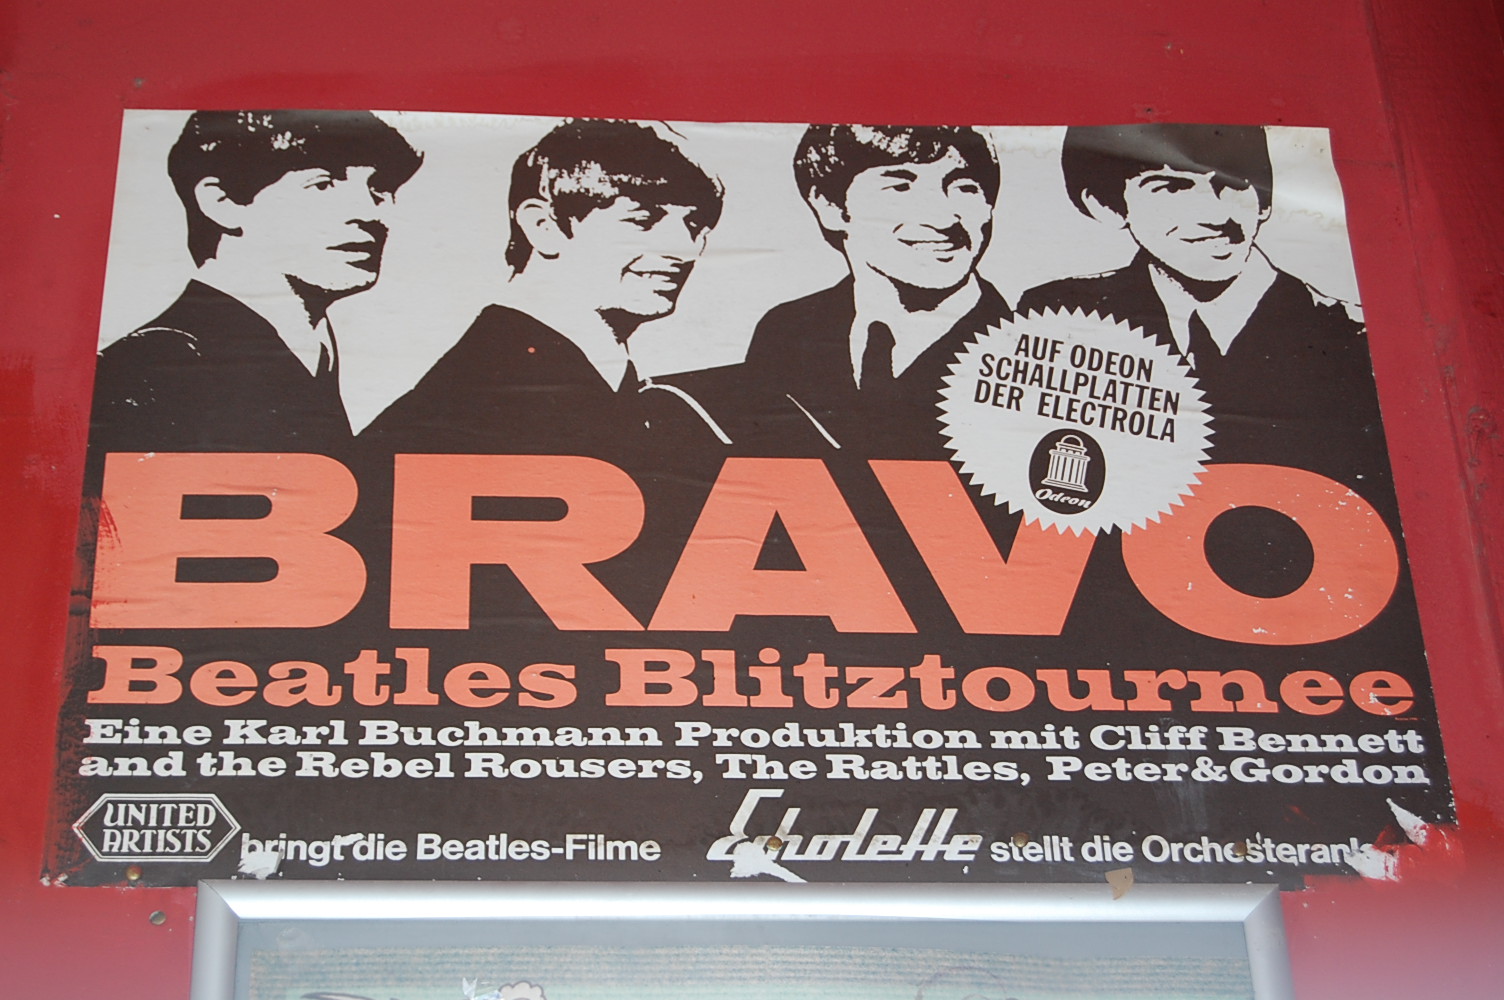 AUF ODEON
SCHALLPLATTEN
DER ELECTROLA
Odeon
BRAVO
Beatles Blitztournee
Eine Karl Buchmann Produktion mit Cliff Bennett
and the Rebel Rousers, The Rattles, Peter&Gordon
UNITED
ARTISTS
bringt die Beatles-Filme
Echolette stellt die